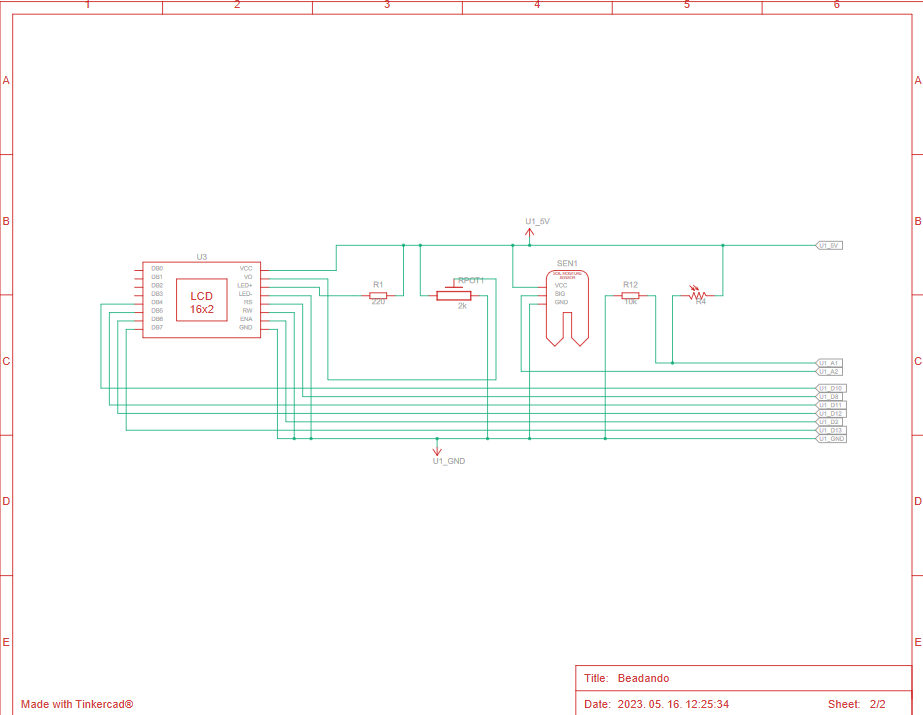 1 2 3 4 5 6
A A
B B
U1_5V
U1_5V
U3
SEN1
SOIL MOISTURE
SENSOR
DB0 VCC
DB1 VO
DB2 LED+
DB3 LED-
DB4 RS
DB5 RW
DB6 ENA
DB7 GND
LCD
16x2
R1
220
RPOT1
2k
VCC
SIG
GND
R12
10k
R4
C C
U1_A1
U1_A2
U1_D10
U1_D8
U1_D11
U1_D12
U1_D2
U1_D13
U1_GND
U1_GND
D D
E E
Title: Beadando
Made with Tinkercad®
Date: 2023. 05. 16. 12:25:34 Sheet: 2/2